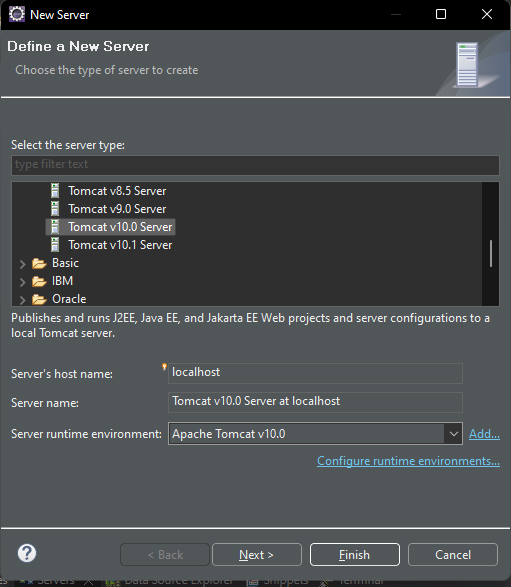 New Server
Define a New Server
Choose the type of server to create
Select the server type:
type filter text
Tomcat v8.5 Server
Tomcat v9.0 Server
Tomcat v10.0 Server
Tomcat v10.1 Server
Basic
IBM
Oracle
Publishes and runs J2EE, Java EE, and Jakarta EE Web projects and server configurations to a
local Tomcat server.
Server's host name: localhost
Server name: Tomcat v10.0 Server at localhost
Server runtime environment: Apache Tomcat v10.0 Add...
Configure runtime environments...
? < Back Next > Finish Cancel
Servers Data Source Explorer Snippets Terminal